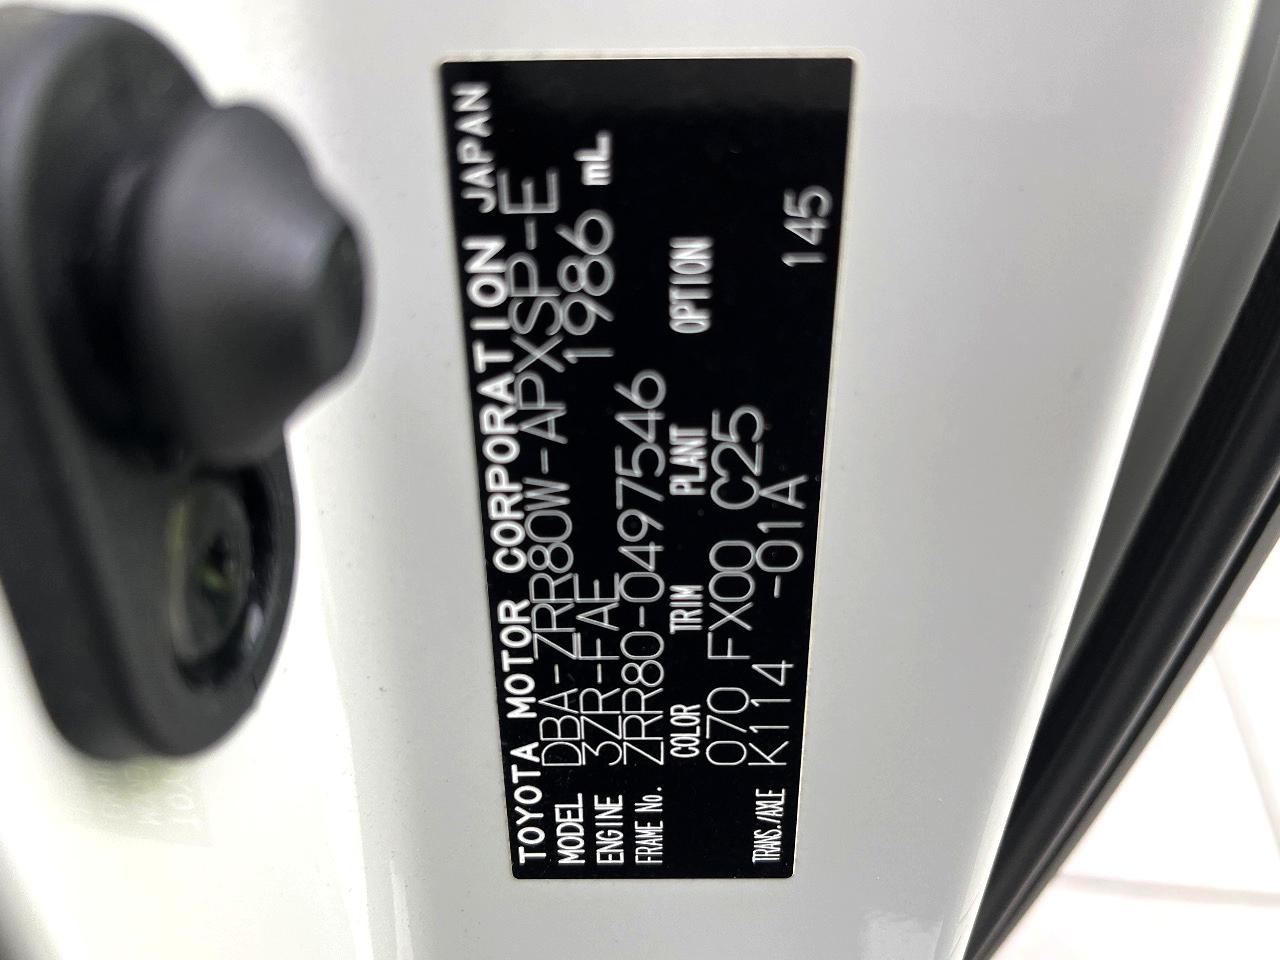 TOYOTA MOTOR CORPORATION JAPAN
MODEL DBA-ZRR80W-APXSP-E
ENGINE 3ZR-FAE 1986 mL
FRAME No. ZRR80-0497546
COLOR TRIM PLANT OPTION
070 FX00 C25
TRANS./AXLE K114 -01A 145